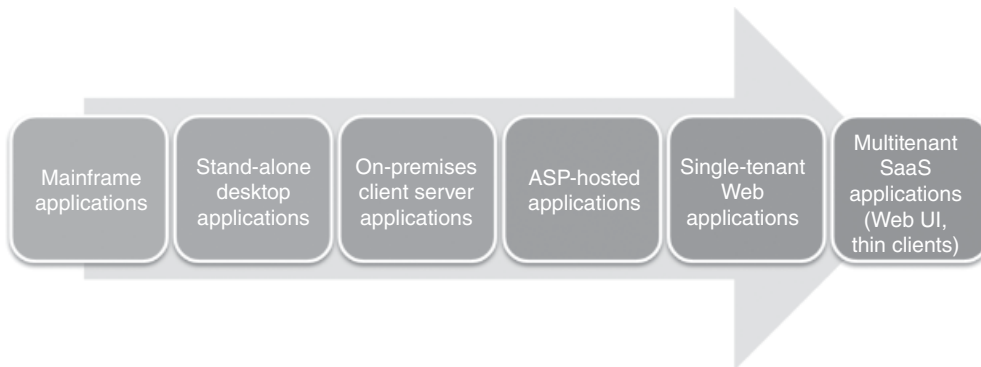 Mainframe
applications
Stand-alone
desktop
applications
On-premises
client server
applications
ASP-hosted
applications
Single-tenant
Web
applications
Multitenant
SaaS
applications
(Web UI,
thin clients)